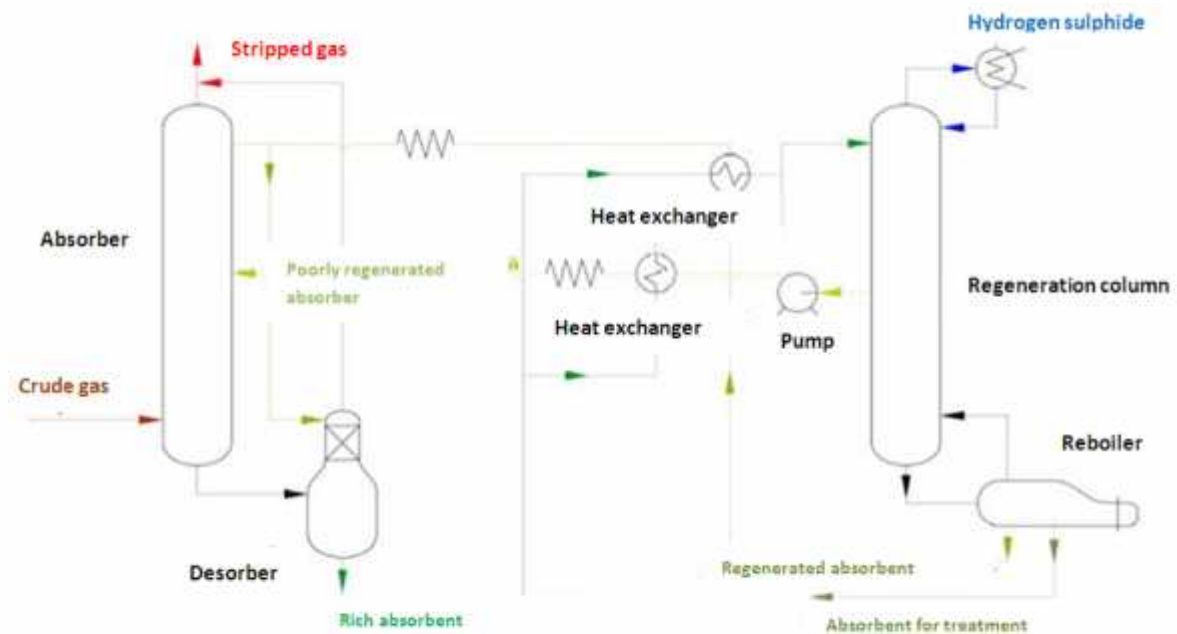 Hydrogen sulphide
Stripped gas
Heat exchanger
Absorber
Poorly regenerated
absorber
Regeneration column
Heat exchanger
Pump
Crude gas
Reboiler
Desorber
Regenerated absorbent
Rich absorbent
Absorbent for treatment